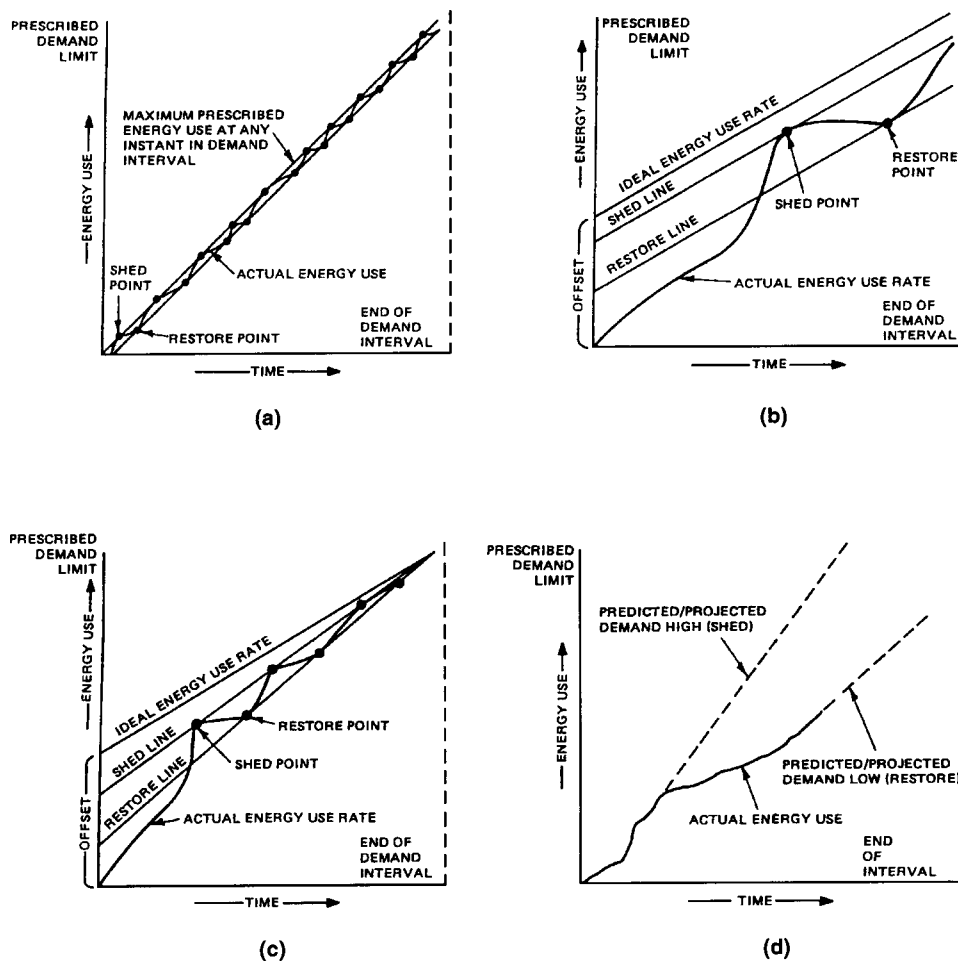 PRESCRIBED
DEMAND
LIMIT
MAXIMUM PRESCRIBED
ENERGY USE AT ANY
INSTANT IN DEMAND
INTERVAL
ENERGY USE
ACTUAL ENERGY USE
SHED
POINT
RESTORE POINT
END OF
DEMAND
INTERVAL
TIME
(a)
PRESCRIBED
DEMAND
LIMIT
ENERGY USE
IDEAL ENERGY USE RATE
SHED LINE
RESTORE LINE
SHED POINT
RESTORE
POINT
OFFSET
ACTUAL ENERGY USE RATE
END OF
DEMAND
INTERVAL
TIME
(b)
PRESCRIBED
DEMAND
LIMIT
ENERGY USE
IDEAL ENERGY USE RATE
SHED LINE
RESTORE LINE
RESTORE POINT
SHED POINT
OFFSET
ACTUAL ENERGY USE RATE
END OF
DEMAND
INTERVAL
TIME
(c)
PRESCRIBED
DEMAND
LIMIT
PREDICTED/PROJECTED
DEMAND HIGH (SHED)
ENERGY USE
PREDICTED/PROJECTED
DEMAND LOW (RESTORE)
ACTUAL ENERGY USE
END
OF
INTERVAL
TIME
(d)